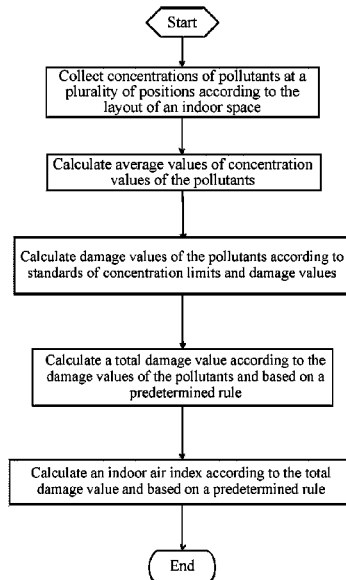 Start
Collect concentrations of pollutants at a
plurality of positions according to the
layout of an indoor space
Calculate average values of concentration
values of the pollutants
Calculate damage values of the pollutants according to
standards of concentration limits and damage values
Calculate a total damage value according to the
damage values of the pollutants and based on a
predetermined rule
Calculate an indoor air index according to the total
damage value and based on a predetermined rule
End